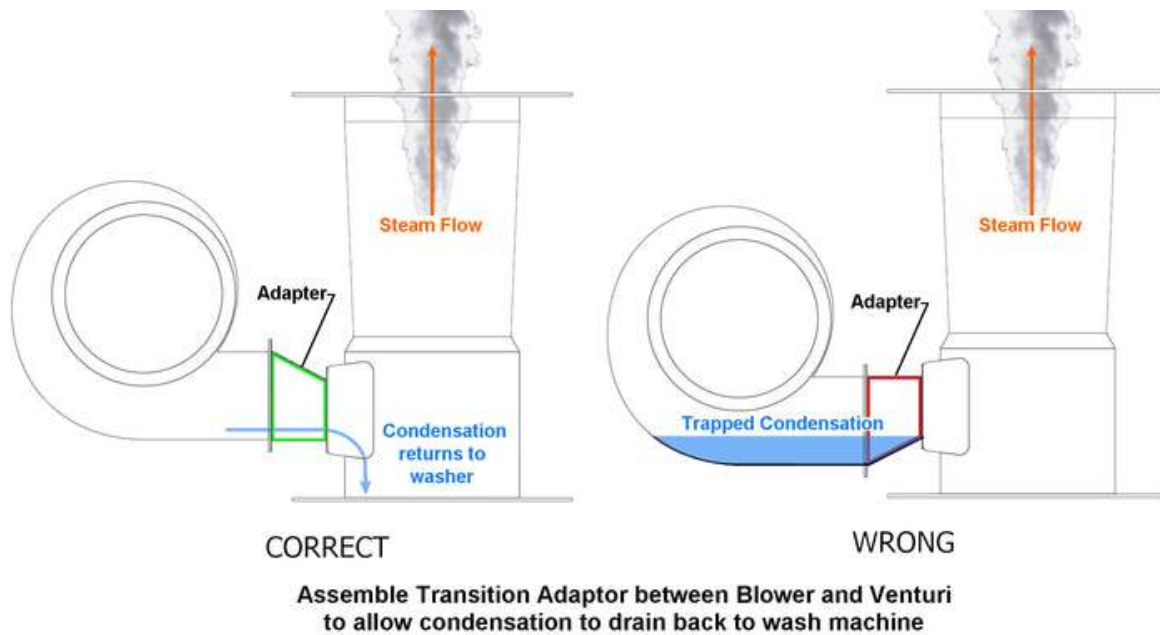 Steam Flow
Adapter
Condensation
returns to
washer
CORRECT
Steam Flow
Adapter
Trapped Condensation
WRONG
Assemble Transition Adaptor between Blower and Venturi
to allow condensation to drain back to wash machine